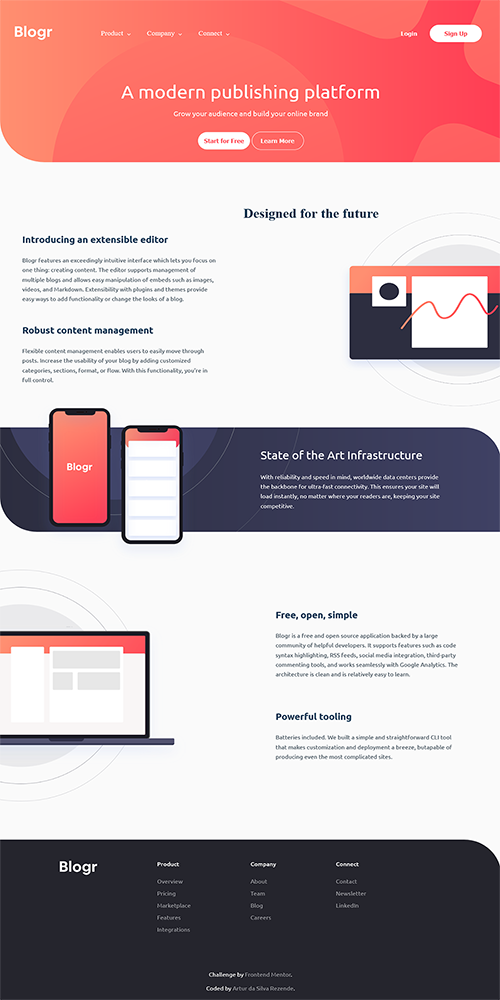 Blogr
Product
Company
Connect
Login
Sign Up
A modern publishing platform
Grow your audience and build your online brand
Start for Free
Learn More
Designed for the future
Introducing an extensible editor
Blogr features an exceedingly intuitive interface which lets you focus on
one thing: creating content. The editor supports management of
multiple blogs and allows easy manipulation of embeds such as images,
videos, and Markdown. Extensibility with plugins and themes provide
easy ways to add functionality or change the looks of a blog.
Robust content management
Flexible content management enables users to easily move through
posts. Increase the usability of your blog by adding customized
categories, sections, format, or flow. With this functionality, you're in
full control.
Blogr
State of the Art Infrastructure
With reliability and speed in mind, worldwide data centers provide
the backbone for ultra-fast connectivity. This ensures your site will
load instantly, no matter where your readers are, keeping your site
competitive.
Free, open, simple
Blogr is a free and open source application backed by a large
community of helpful developers. It supports features such as code
syntax highlighting, RSS feeds, social media integration, third-party
commenting tools, and works seamlessly with Google Analytics. The
architecture is clean and is relatively easy to learn.
Powerful tooling
Batteries included. We built a simple and straightforward CLI tool
that makes customization and deployment a breeze, butapable of
producing even the most complicated sites.
Blogr
Product
Overview
Pricing
Marketplace
Features
Integrations
Company
About
Team
Blog
Careers
Connect
Contact
Newsletter
LinkedIn
Challenge by Frontend Mentor.
Coded by Artur da Silva Rezende.